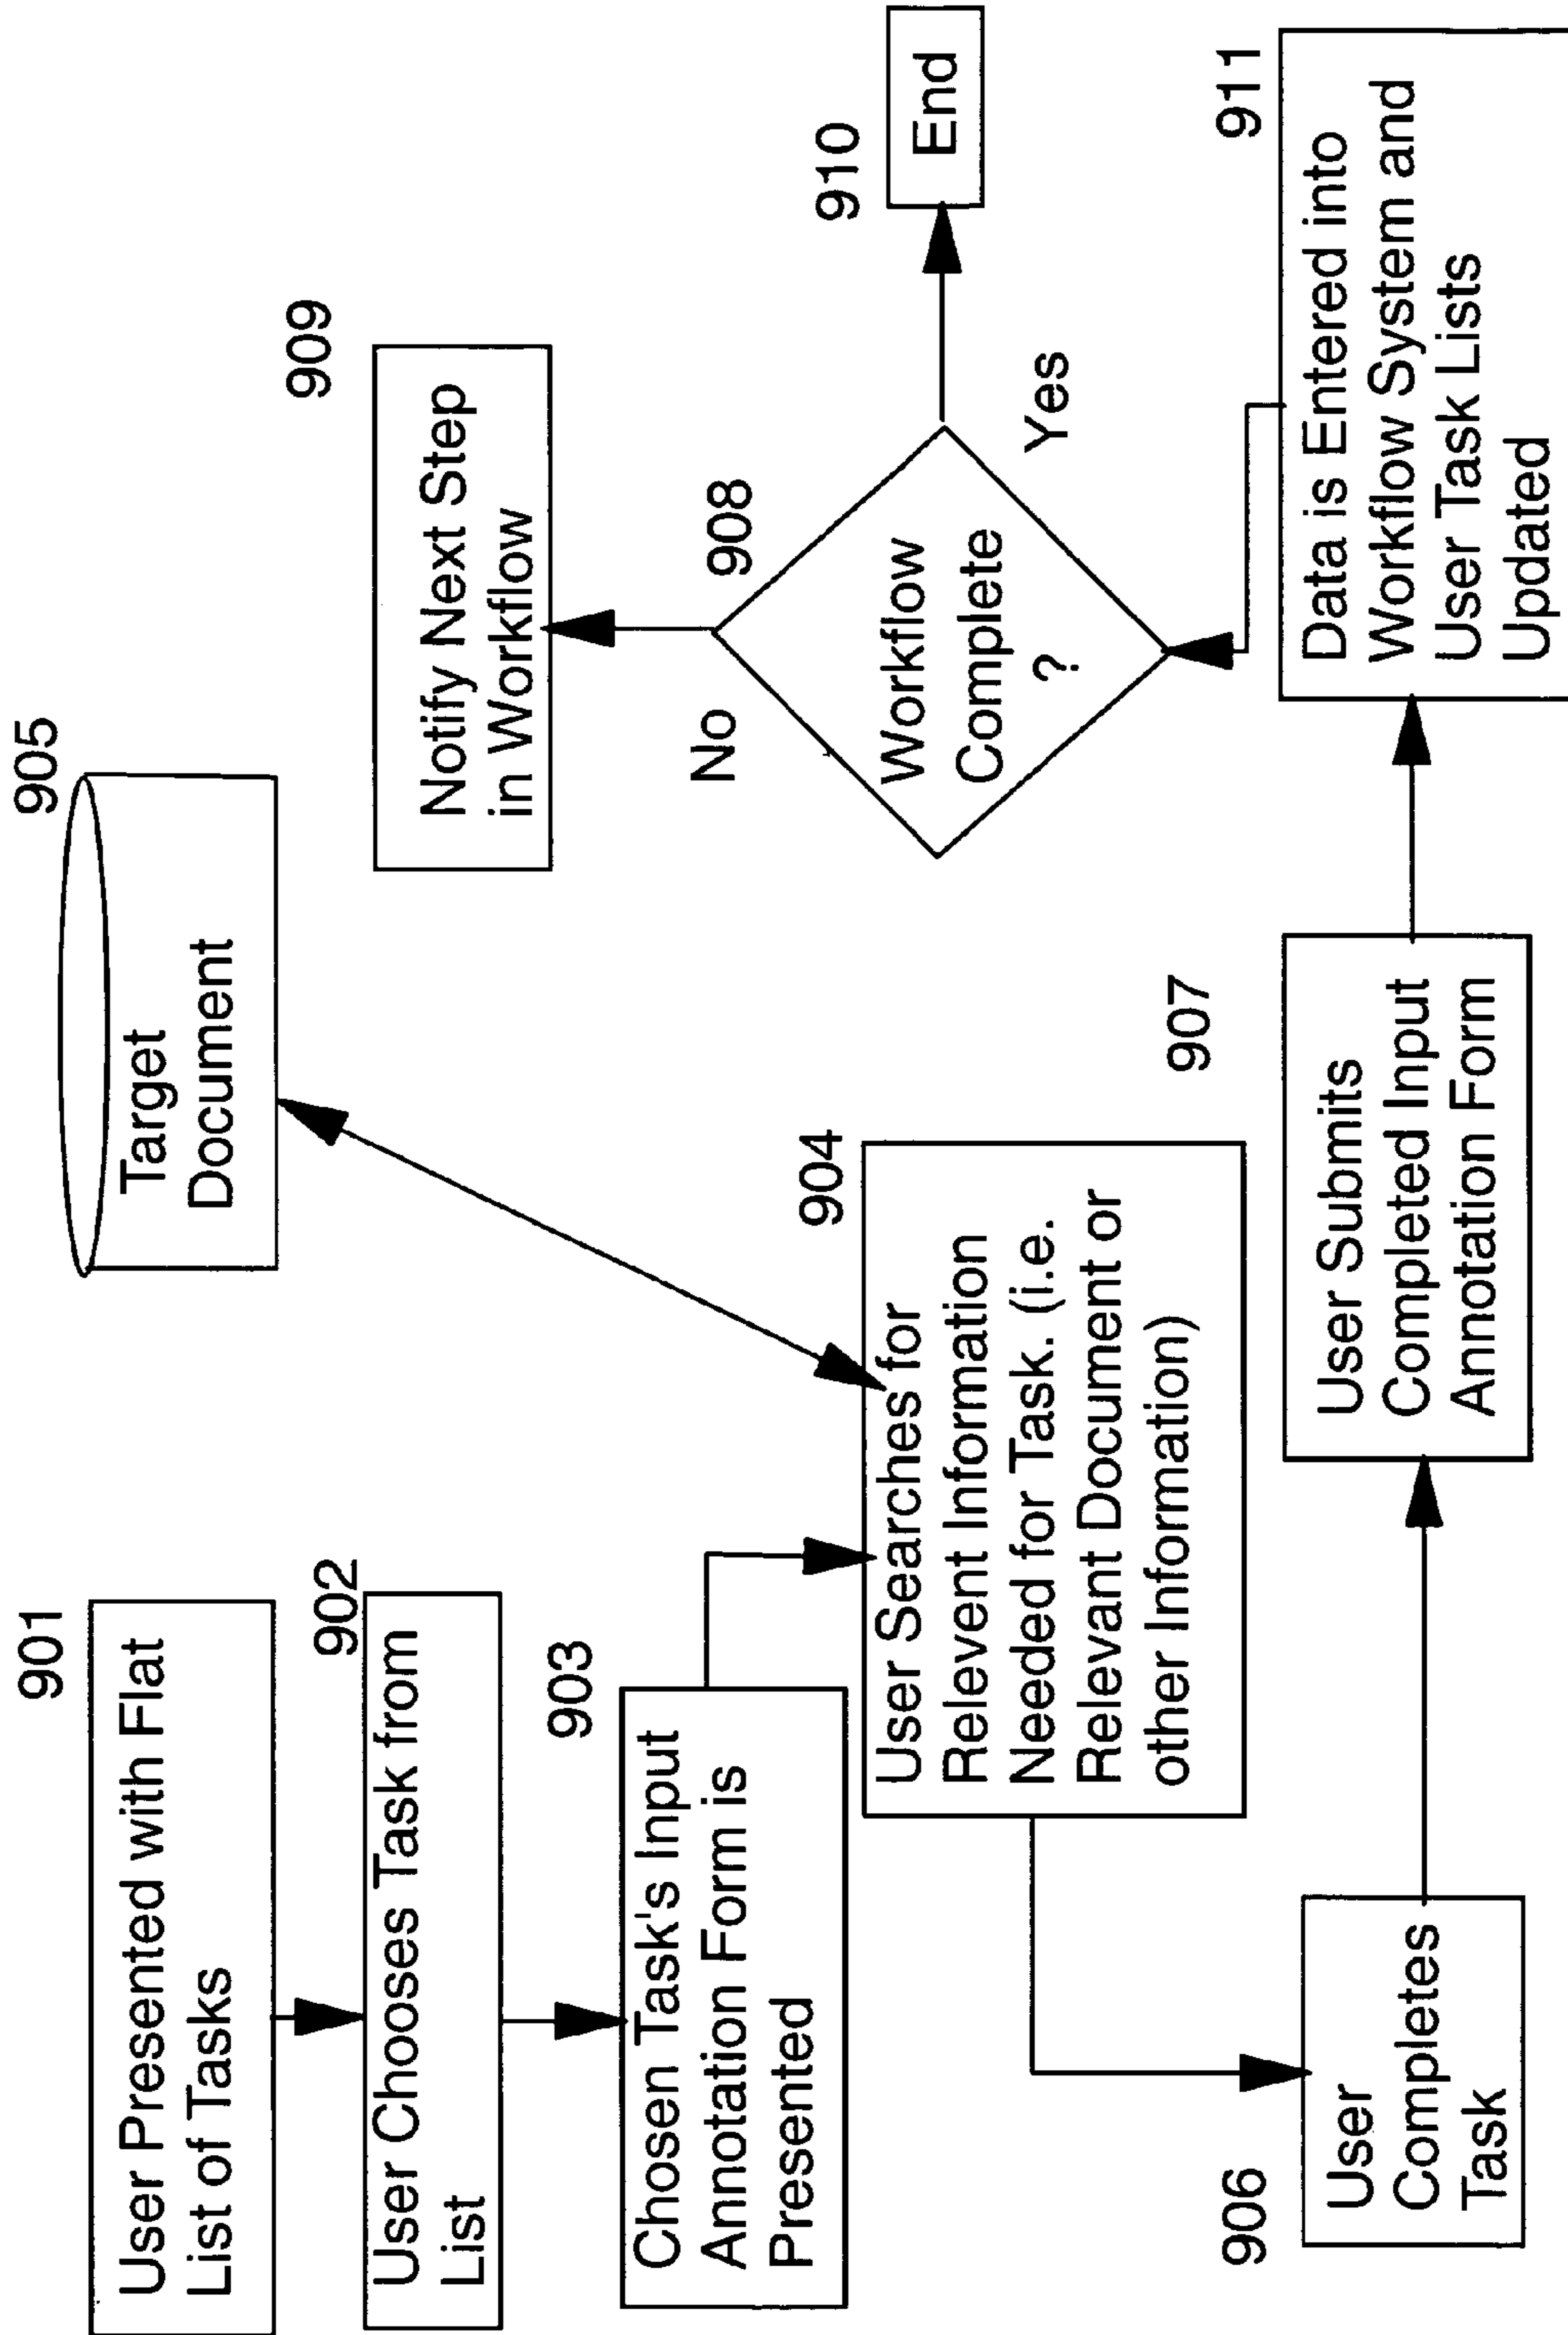 901
User Presented with Flat
List of Tasks
902
User Chooses Task from
List
903
Chosen Task's Input
Annotation Form is
Presented
904
User Searches for
Relevent Information
Needed for Task. (i.e.
Relevant Document or
other Information)
905
Target
Document
906
User
Completes
Task
907
User Submits
Completed Input
Annotation Form
911
Data is Entered into
Workflow System and
User Task Lists
Updated
908
Workflow
Complete
?
No
Yes
909
Notify Next Step
in Workflow
910
End